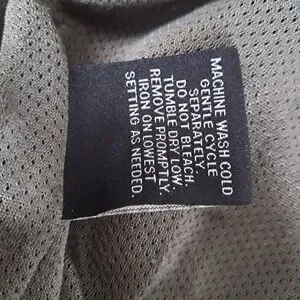 MACHINE WASH COLD
GENTLE CYCLE
SEPARATELY.
DO NOT BLEACH.
TUMBLE DRY LOW.
REMOVE PROMPTLY.
IRON ON LOWEST
SETTING AS NEEDED.